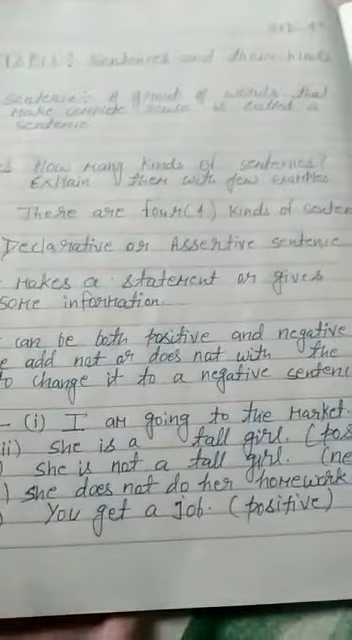 TOPIC: Sentences and their kinds
Sentence: A group of words that
make complete sense is called a
sentence
How many kinds of sentences?
Explain them with few examples
There are four(4) kinds of senten
Declarative or Assertive sentence
makes a statement or gives
some information
can be both positive and negative
add not or does not with the
to change it to a negative sentenc
- (i) I am going to the market.
ii) She is a tall girl. (pos
) She is not a tall girl. (ne
) She does not do her homework
You get a job. (positive)